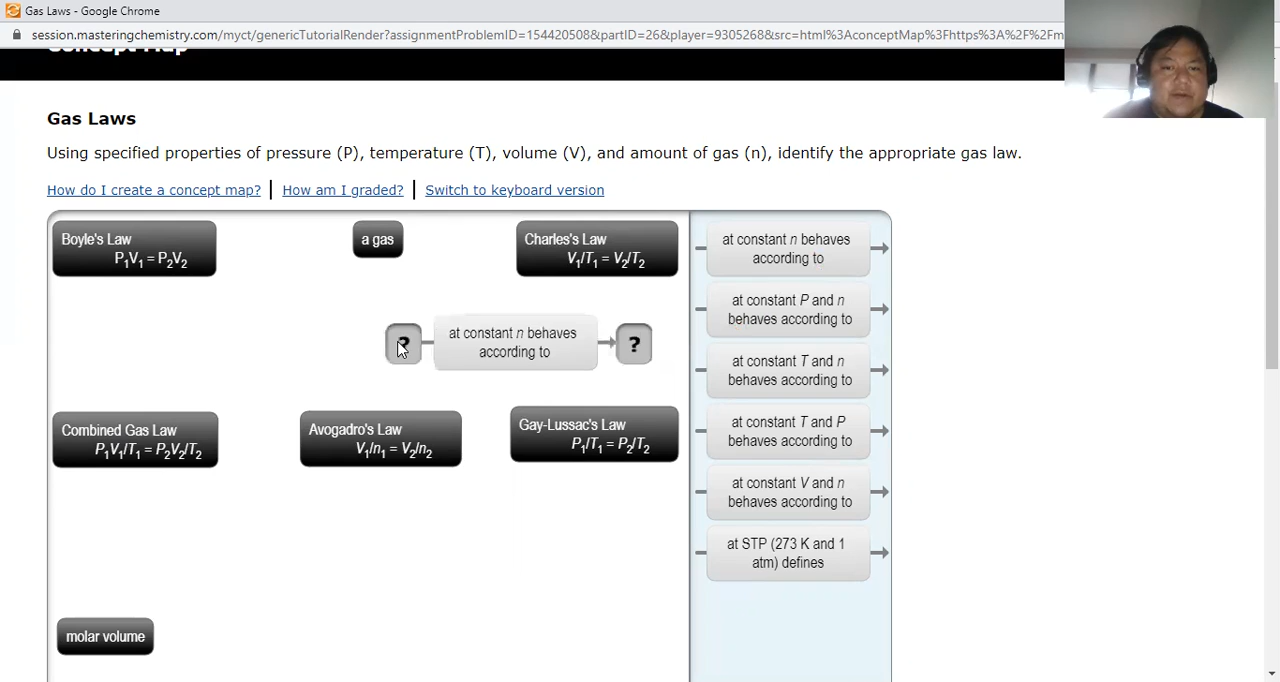 Gas Laws - Google Chrome
session.masteringchemistry.com/myct/genericTutorialRender?assignmentProblemID=154420508&partID=26&player=9305268&src=html%3AconceptMap%3Fhttps%3A%2F%2Fm
Concept Map
Gas Laws
Using specified properties of pressure (P), temperature (T), volume (V), and amount of gas (n), identify the appropriate gas law.
How do I create a concept map? | How am I graded? | Switch to keyboard version
Boyle's Law
P₁V₁ = P₂V₂
a gas
Charles's Law
V₁/T₁ = V₂/T₂
? at constant n behaves ?
according to
Combined Gas Law
P₁V₁/T₁ = P₂V₂/T₂
Avogadro's Law
V₁/n₁ = V₂/n₂
Gay-Lussac's Law
P₁/T₁ = P₂/T₂
molar volume
at constant n behaves
according to
at constant P and n
behaves according to
at constant T and n
behaves according to
at constant T and P
behaves according to
at constant V and n
behaves according to
at STP (273 K and 1
atm) defines